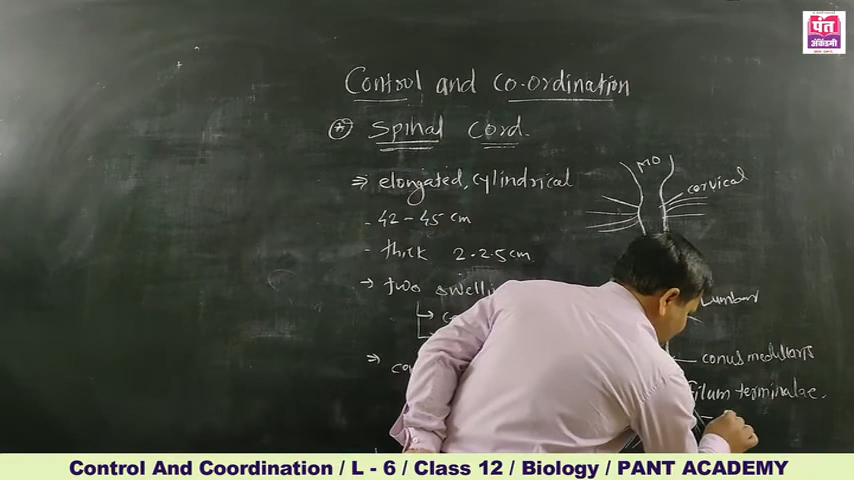 पंत
अॅकॅडमी
Control and Co-ordination
Spinal Cord.
⇒ elongated, cylindrical
- 42 - 45 cm
- thick 2-2.5 cm
→ two swelli
MO
cervical
Lumbar
conus medullaris
filum terminalae.
Control And Coordination / L - 6 / Class 12 / Biology / PANT ACADEMY